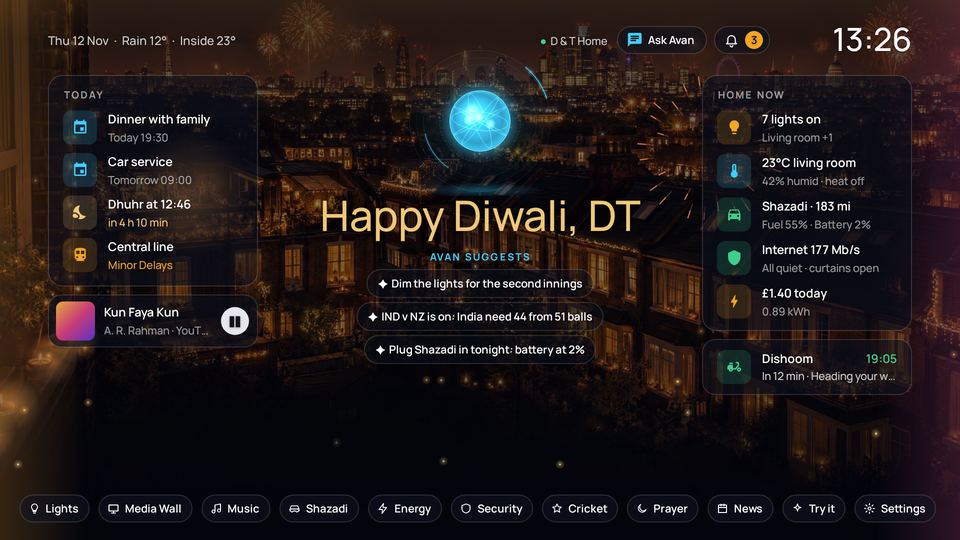 Thu 12 Nov · Rain 12° · Inside 23°
D & T Home
Ask Avan
3
13:26
TODAY
Dinner with family
Today 19:30
Car service
Tomorrow 09:00
Dhuhr at 12:46
in 4 h 10 min
Central line
Minor Delays
Kun Faya Kun
A. R. Rahman · YouT...
Happy Diwali, DT
AVAN SUGGESTS
Dim the lights for the second innings
IND v NZ is on: India need 44 from 51 balls
Plug Shazadi in tonight: battery at 2%
HOME NOW
7 lights on
Living room +1
23°C living room
42% humid · heat off
Shazadi · 183 mi
Fuel 55% · Battery 2%
Internet 177 Mb/s
All quiet · curtains open
£1.40 today
0.89 kWh
Dishoom 19:05
In 12 min · Heading your w...
Lights
Media Wall
Music
Shazadi
Energy
Security
Cricket
Prayer
News
Try it
Settings